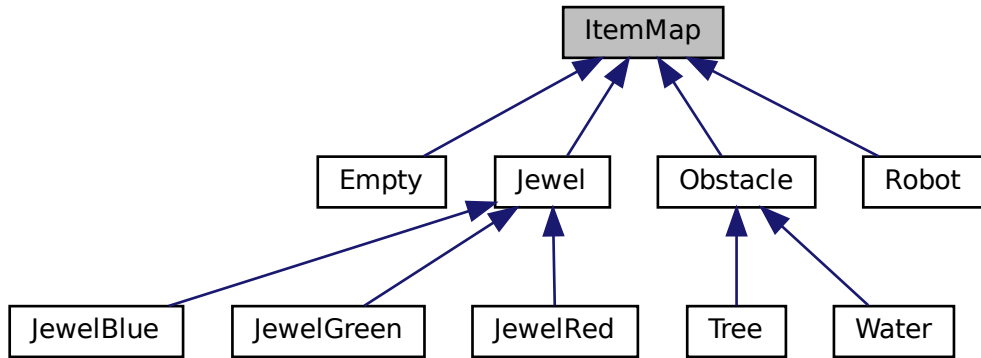 ItemMap
Empty
Jewel
Obstacle
Robot
JewelBlue
JewelGreen
JewelRed
Tree
Water